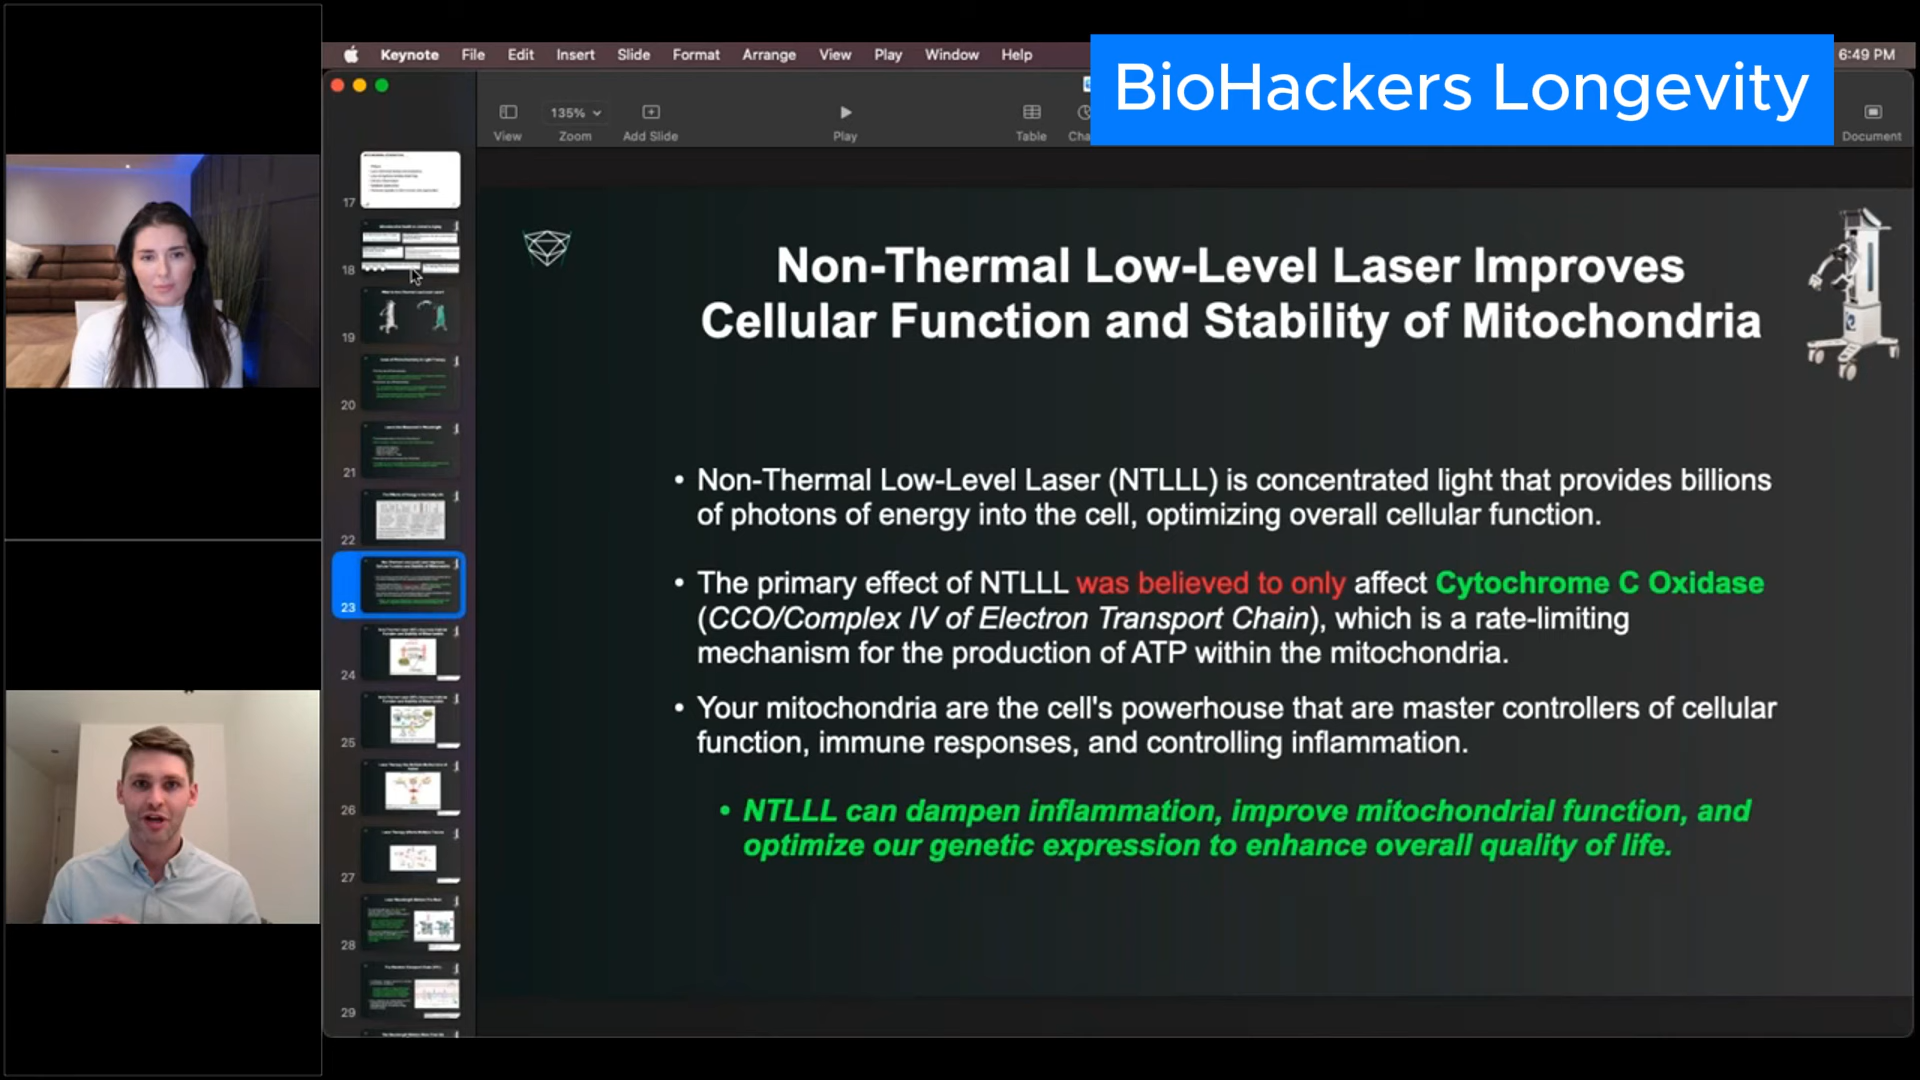 Keynote File Edit Insert Slide Format Arrange View Play Window Help
6:49 PM
BioHackers Longevity
135%
View Zoom Add Slide Play Table Document
17
18
19
20
21
22
23
24
25
26
27
28
29
Non-Thermal Low-Level Laser Improves
Cellular Function and Stability of Mitochondria
• Non-Thermal Low-Level Laser (NTLLL) is concentrated light that provides billions
of photons of energy into the cell, optimizing overall cellular function.
• The primary effect of NTLLL was believed to only affect Cytochrome C Oxidase
(CCO/Complex IV of Electron Transport Chain), which is a rate-limiting
mechanism for the production of ATP within the mitochondria.
• Your mitochondria are the cell's powerhouse that are master controllers of cellular
function, immune responses, and controlling inflammation.
• NTLLL can dampen inflammation, improve mitochondrial function, and
optimize our genetic expression to enhance overall quality of life.